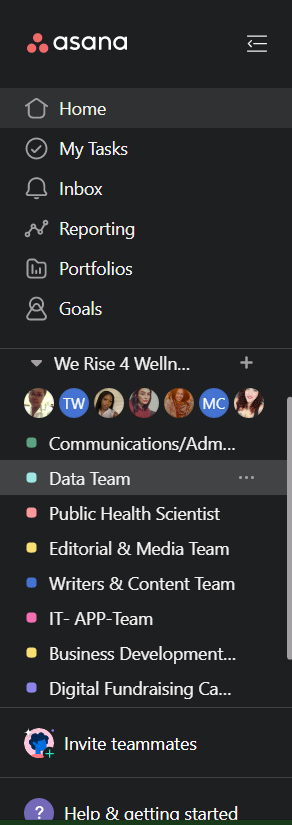 asana
Home
My Tasks
Inbox
Reporting
Portfolios
Goals
We Rise 4 Welln...
TW MC
Communications/Adm...
Data Team ...
Public Health Scientist
Editorial & Media Team
Writers & Content Team
IT- APP-Team
Business Development...
Digital Fundraising Ca...
Invite teammates
? Help & getting started